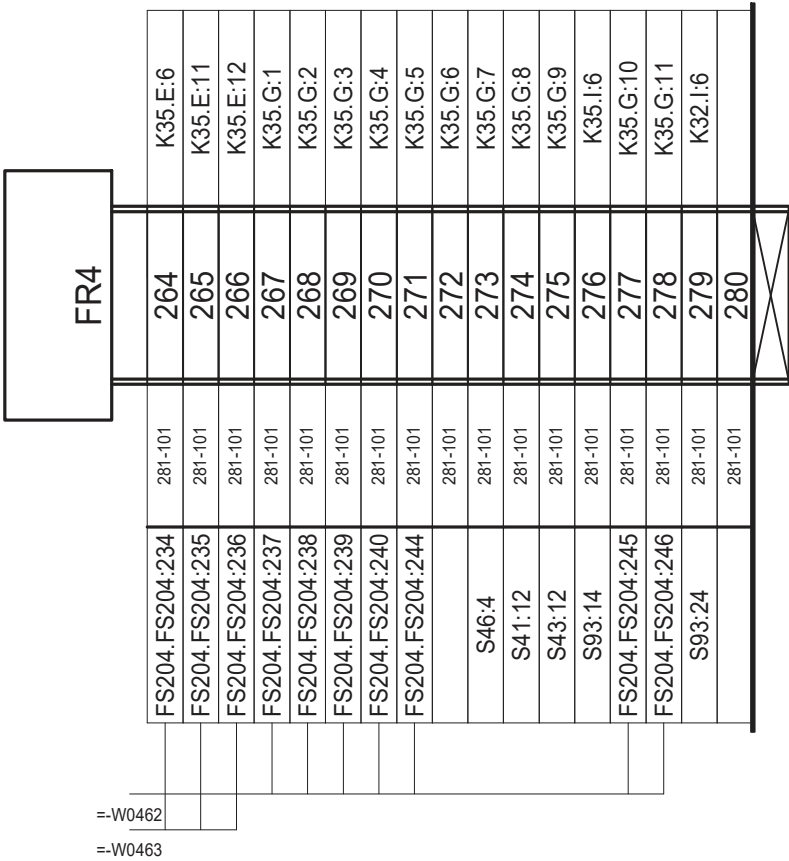 FR4
K35.E:6 264 281-101 FS204.FS204:234
K35.E:11 265 281-101 FS204.FS204:235
K35.E:12 266 281-101 FS204.FS204:236
K35.G:1 267 281-101 FS204.FS204:237
K35.G:2 268 281-101 FS204.FS204:238
K35.G:3 269 281-101 FS204.FS204:239
K35.G:4 270 281-101 FS204.FS204:240
K35.G:5 271 281-101 FS204.FS204:244
K35.G:6 272 281-101
K35.G:7 273 281-101 S46:4
K35.G:8 274 281-101 S41:12
K35.G:9 275 281-101 S43:12
K35.I:6 276 281-101 S93:14
K35.G:10 277 281-101 FS204.FS204:245
K35.G:11 278 281-101 FS204.FS204:246
K32.I:6 279 281-101 S93:24
280 281-101
=-W0462
=-W0463